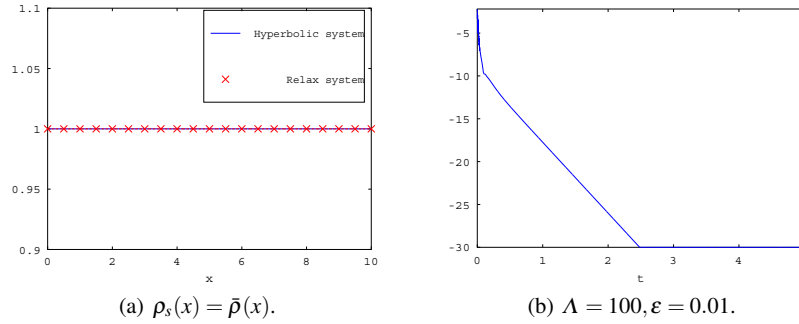 1.1
Hyperbolic system
Relax system
1.05
1
0.95
0.9
0 2 4 6 8 10
x
-5
-10
-15
-20
-25
-30
0 1 2 3 4
t
(a) ρₛ(x) = ρ̄(x).
(b) Λ = 100, ε = 0.01.